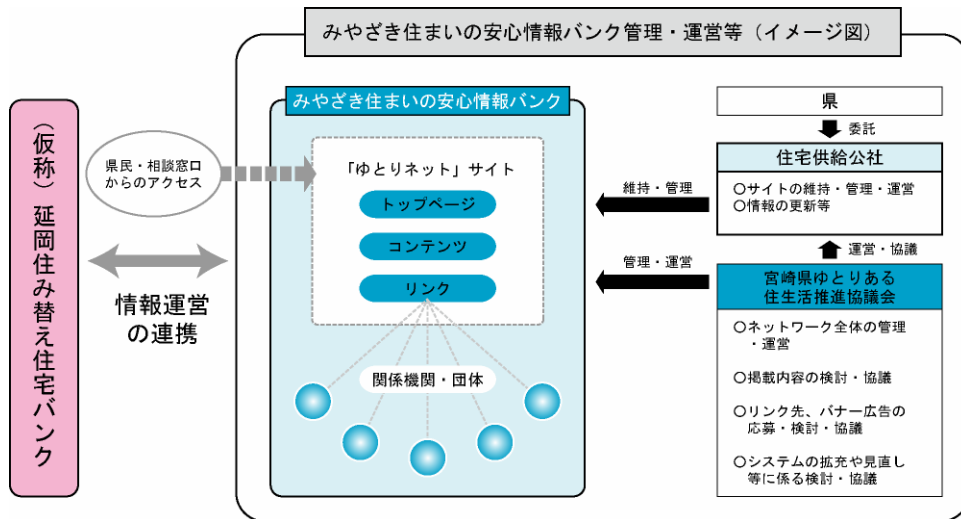 みやざき住まいの安心情報バンク管理・運営等（イメージ図）
（仮称）延岡住み替え住宅バンク
県民・相談窓口
からのアクセス
情報運営
の連携
みやざき住まいの安心情報バンク
「ゆとりネット」サイト
トップページ
コンテンツ
リンク
関係機関・団体
維持・管理
管理・運営
県
委託
住宅供給公社
○サイトの維持・管理・運営
○情報の更新等
運営・協議
宮崎県ゆとりある
住生活推進協議会
○ネットワーク全体の管理
・運営
○掲載内容の検討・協議
○リンク先、バナー広告の
応募・検討・協議
○システムの拡充や見直し
等に係る検討・協議